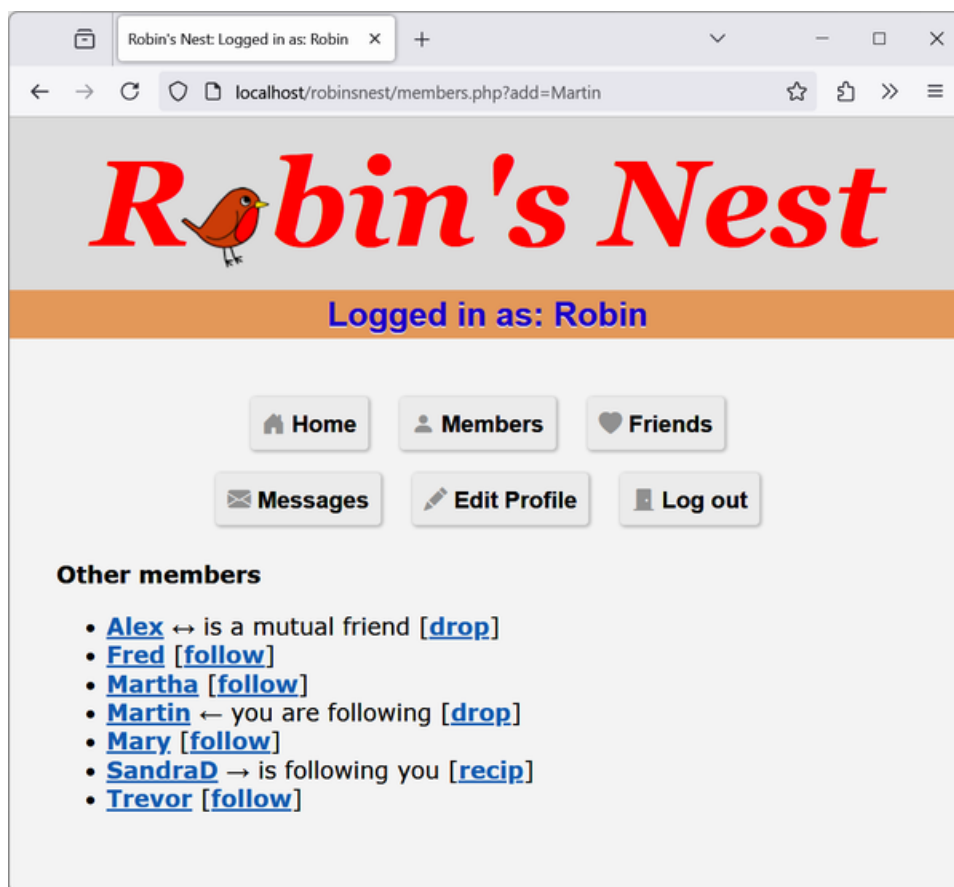 Robin's Nest: Logged in as: Robin
localhost/robinsnest/members.php?add=Martin
Robin's Nest
Logged in as: Robin
Home Members Friends
Messages Edit Profile Log out
Other members
• Alex ↔ is a mutual friend [drop]
• Fred [follow]
• Martha [follow]
• Martin ← you are following [drop]
• Mary [follow]
• SandraD → is following you [recip]
• Trevor [follow]